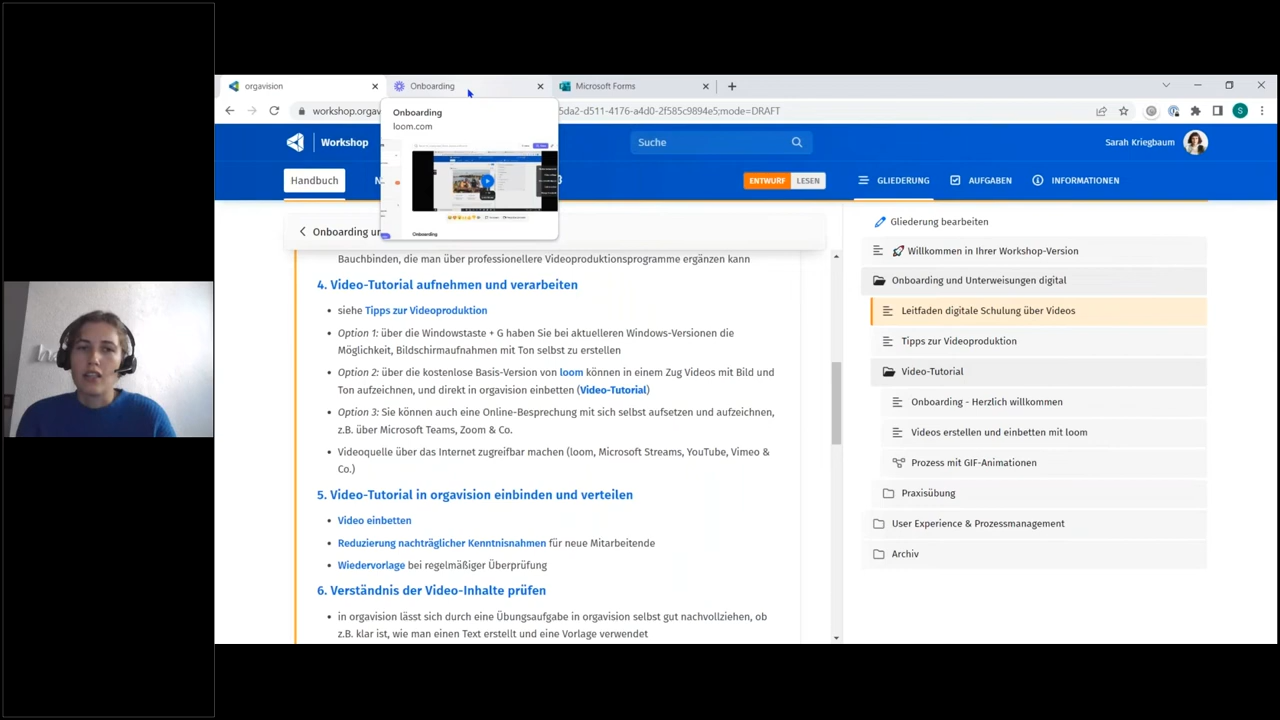 orgavision
Onboarding
Microsoft Forms
workshop.orgav
5da2-d511-4176-a4d0-2f585c9894e5;mode=DRAFT
S
Onboarding
loom.com
Onboarding
Workshop
Suche
Sarah Kriegbaum
Handbuch
N
3
ENTWURF
LESEN
GLIEDERUNG
AUFGABEN
INFORMATIONEN
Onboarding un
Bauchbinden, die man über professionellere Videoproduktionsprogramme ergänzen kann
4. Video-Tutorial aufnehmen und verarbeiten
• siehe Tipps zur Videoproduktion
• Option 1: über die Windowstaste + G haben Sie bei aktuelleren Windows-Versionen die
Möglichkeit, Bildschirmaufnahmen mit Ton selbst zu erstellen
• Option 2: über die kostenlose Basis-Version von loom können in einem Zug Videos mit Bild und
Ton aufzeichnen, und direkt in orgavision einbetten (Video-Tutorial)
• Option 3: Sie können auch eine Online-Besprechung mit sich selbst aufsetzen und aufzeichnen,
z.B. über Microsoft Teams, Zoom & Co.
• Videoquelle über das Internet zugreifbar machen (loom, Microsoft Streams, YouTube, Vimeo &
Co.)
5. Video-Tutorial in orgavision einbinden und verteilen
• Video einbetten
• Reduzierung nachträglicher Kenntnisnahmen für neue Mitarbeitende
• Wiedervorlage bei regelmäßiger Überprüfung
6. Verständnis der Video-Inhalte prüfen
• in orgavision lässt sich durch eine Übungsaufgabe in orgavision selbst gut nachvollziehen, ob
z.B. klar ist, wie man einen Text erstellt und eine Vorlage verwendet
Gliederung bearbeiten
Willkommen in Ihrer Workshop-Version
Onboarding und Unterweisungen digital
Leitfaden digitale Schulung über Videos
Tipps zur Videoproduktion
Video-Tutorial
Onboarding - Herzlich willkommen
Videos erstellen und einbetten mit loom
Prozess mit GIF-Animationen
Praxisübung
User Experience & Prozessmanagement
Archiv